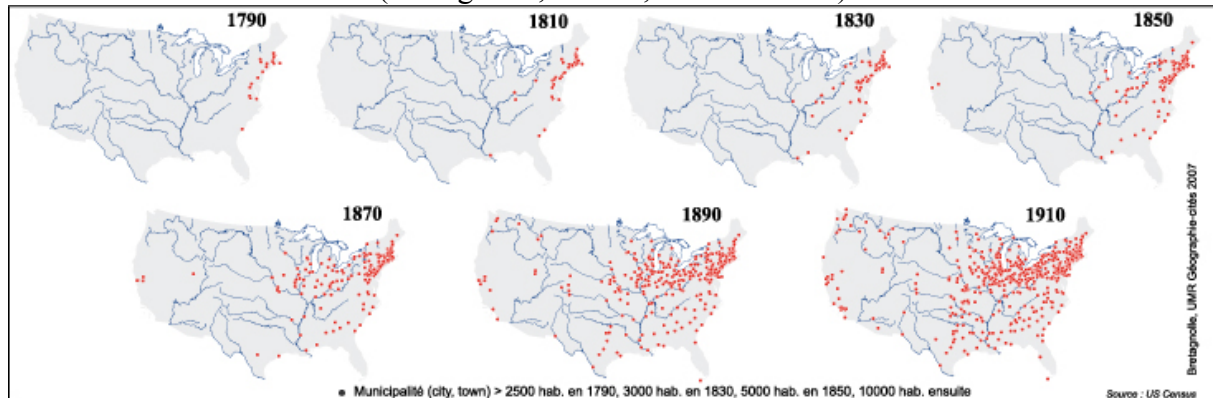 1790
1810
1830
1850
1870
1890
1910
Bretagnolle, UMR Géographie-cités 2007
Municipalité (city, town) > 2500 hab. en 1790, 3000 hab. en 1830, 5000 hab. en 1850, 10000 hab. ensuite
Source : US Census